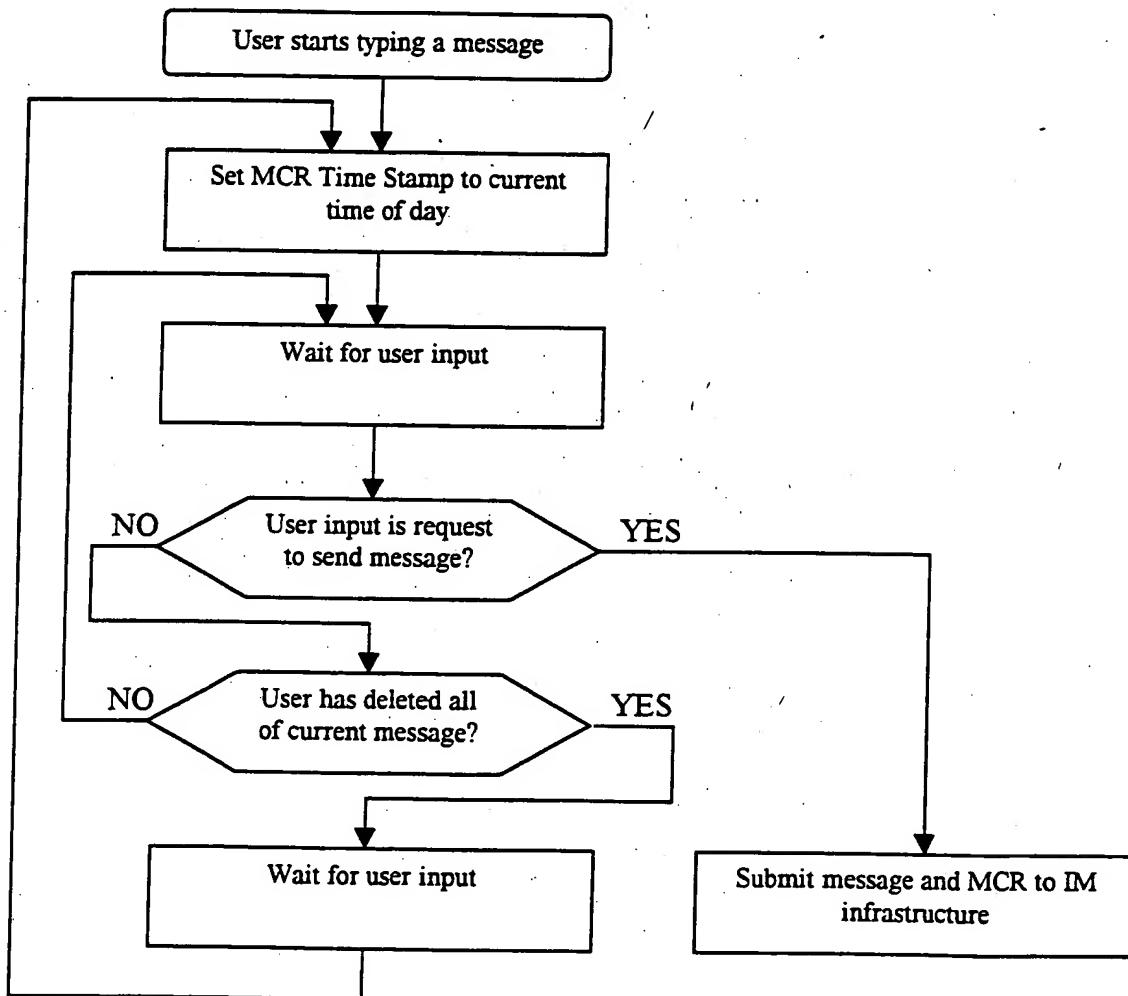 User starts typing a message
Set MCR Time Stamp to current
time of day
Wait for user input
NO
User input is request
to send message?
YES
NO
User has deleted all
of current message?
YES
Wait for user input
Submit message and MCR to IM
infrastructure